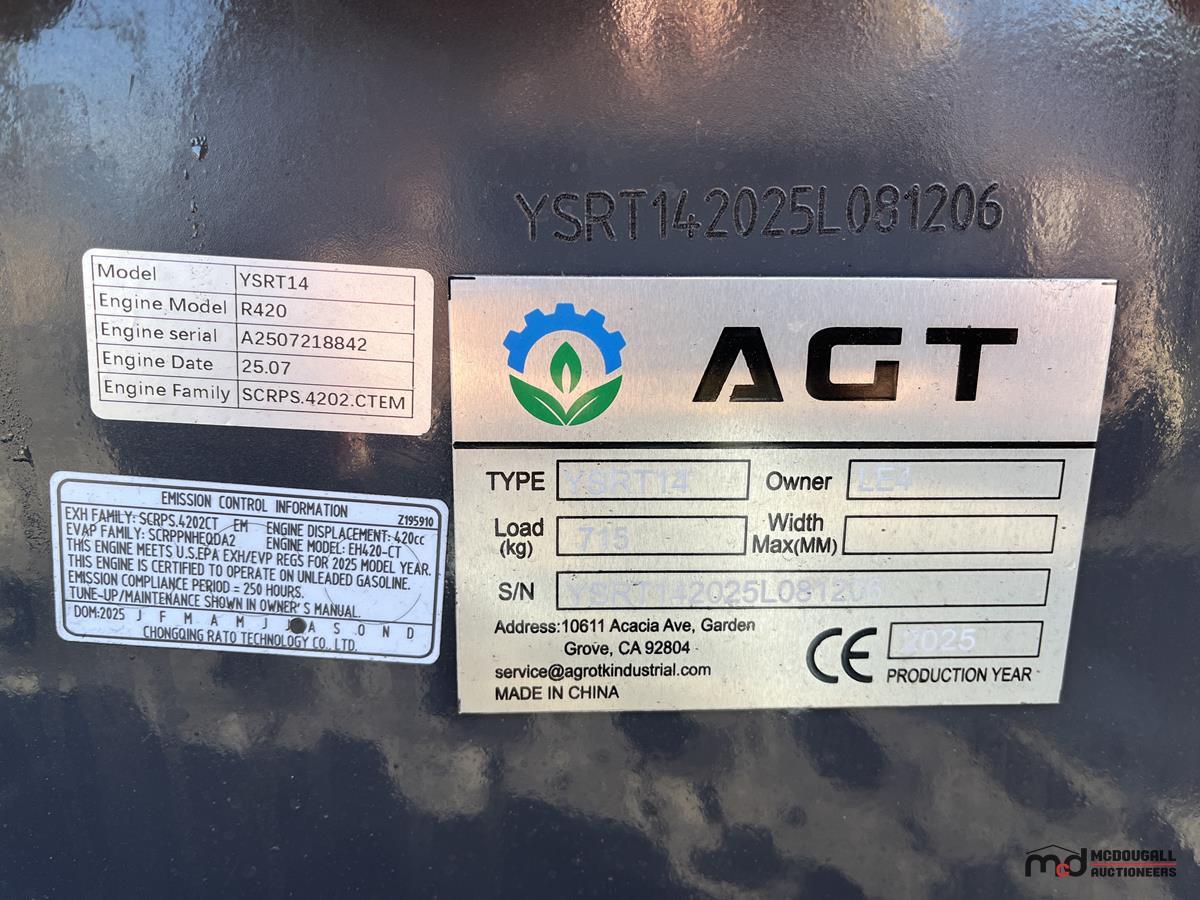 YSRT142025L081206
Model YSRT14
Engine Model R420
Engine serial A2507218842
Engine Date 25.07
Engine Family SCRPS.4202.CTEM
EMISSION CONTROL INFORMATION Z195910
EXH FAMILY: SCRPS.4202CT EM ENGINE DISPLACEMENT: 420cc
EVAP FAMILY: SCRPPNHEQDA2 ENGINE MODEL: EH420-CT
THIS ENGINE MEETS U.S.EPA EXH/EVP REGS FOR 2025 MODEL YEAR.
THIS ENGINE IS CERTIFIED TO OPERATE ON UNLEADED GASOLINE.
EMISSION COMPLIANCE PERIOD = 250 HOURS.
TUNE-UP/MAINTENANCE SHOWN IN OWNER'S MANUAL.
DOM:2025 J F M A M J J A S O N D
CHONGQING RATO TECHNOLOGY CO., LTD.
AGT
TYPE YSRT14 Owner LE4
Load (kg) 715 Width Max(MM)
S/N YSRT142025L081206
Address:10611 Acacia Ave, Garden
Grove, CA 92804
service@agrotkindustrial.com
MADE IN CHINA
CE 2025
PRODUCTION YEAR
mcd MCDOUGALL
AUCTIONEERS